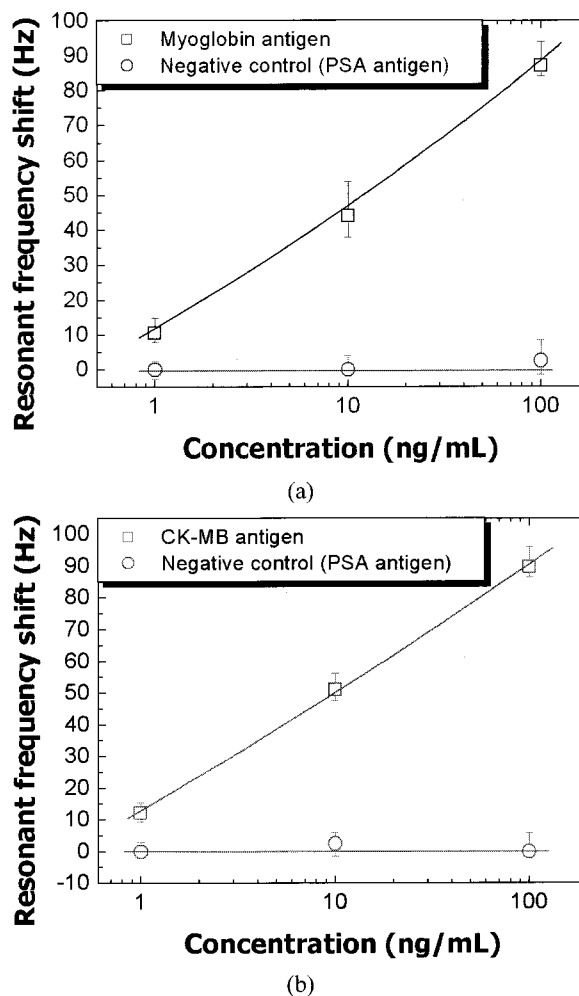 100
90
80
70
60
50
40
30
20
10
0
Resonant frequency shift (Hz)
Myoglobin antigen
Negative control (PSA antigen)
1
10
100
Concentration (ng/mL)
(a)
100
90
80
70
60
50
40
30
20
10
0
-10
Resonant frequency shift (Hz)
CK-MB antigen
Negative control (PSA antigen)
1
10
100
Concentration (ng/mL)
(b)